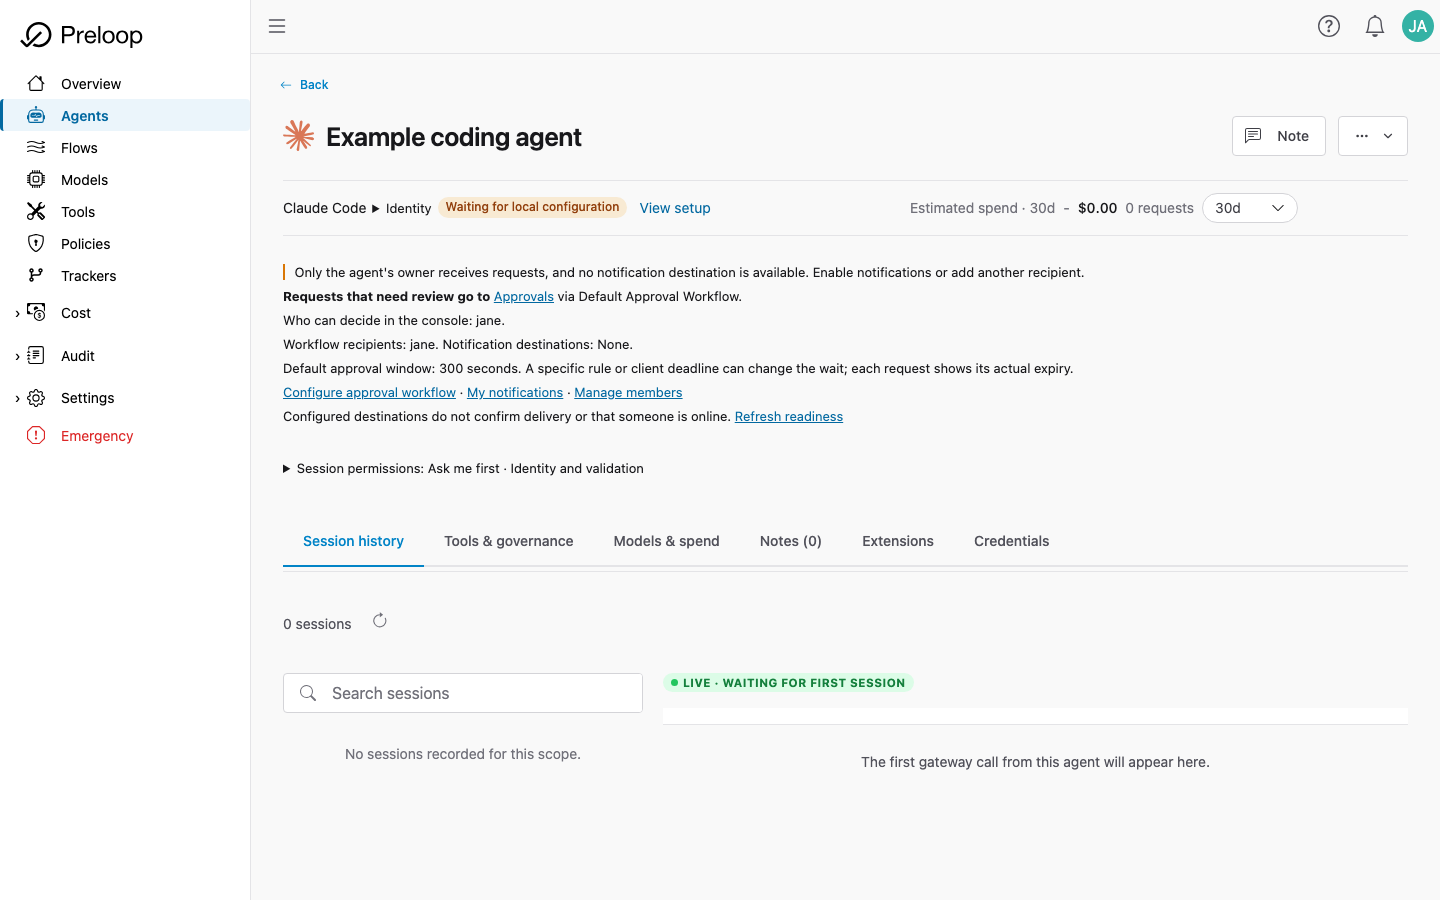 Preloop
Overview
Agents
Flows
Models
Tools
Policies
Trackers
Cost
Audit
Settings
Emergency
JA
Back
Example coding agent
Note
Claude Code Identity Waiting for local configuration View setup
Estimated spend · 30d - $0.00 0 requests 30d
Only the agent's owner receives requests, and no notification destination is available. Enable notifications or add another recipient.
Requests that need review go to Approvals via Default Approval Workflow.
Who can decide in the console: jane.
Workflow recipients: jane. Notification destinations: None.
Default approval window: 300 seconds. A specific rule or client deadline can change the wait; each request shows its actual expiry.
Configure approval workflow · My notifications · Manage members
Configured destinations do not confirm delivery or that someone is online. Refresh readiness
Session permissions: Ask me first · Identity and validation
Session history Tools & governance Models & spend Notes (0) Extensions Credentials
0 sessions
Search sessions
No sessions recorded for this scope.
LIVE · WAITING FOR FIRST SESSION
The first gateway call from this agent will appear here.